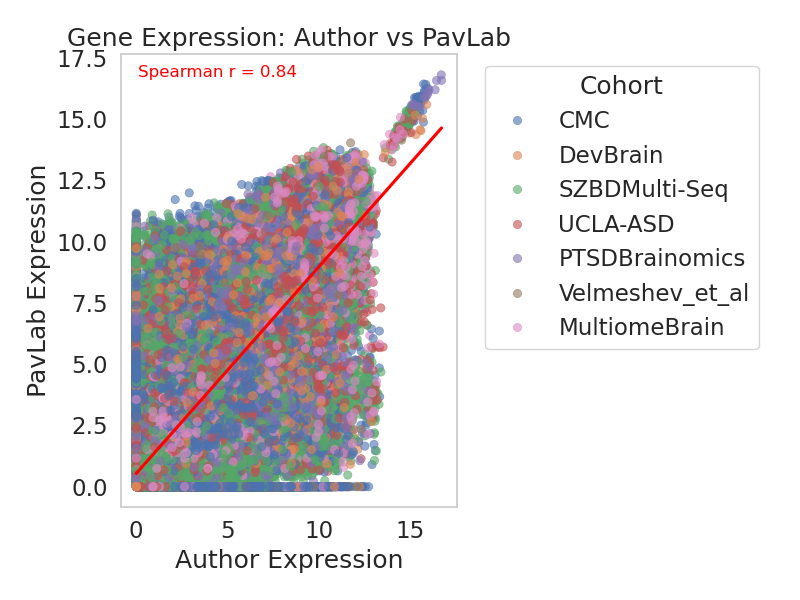 Gene Expression: Author vs PavLab
Spearman r = 0.84
17.5
15.0
12.5
10.0
7.5
5.0
2.5
0.0
PavLab Expression
0 5 10 15
Author Expression
Cohort
CMC
DevBrain
SZBDMulti-Seq
UCLA-ASD
PTSDBrainomics
Velmeshev_et_al
MultiomeBrain